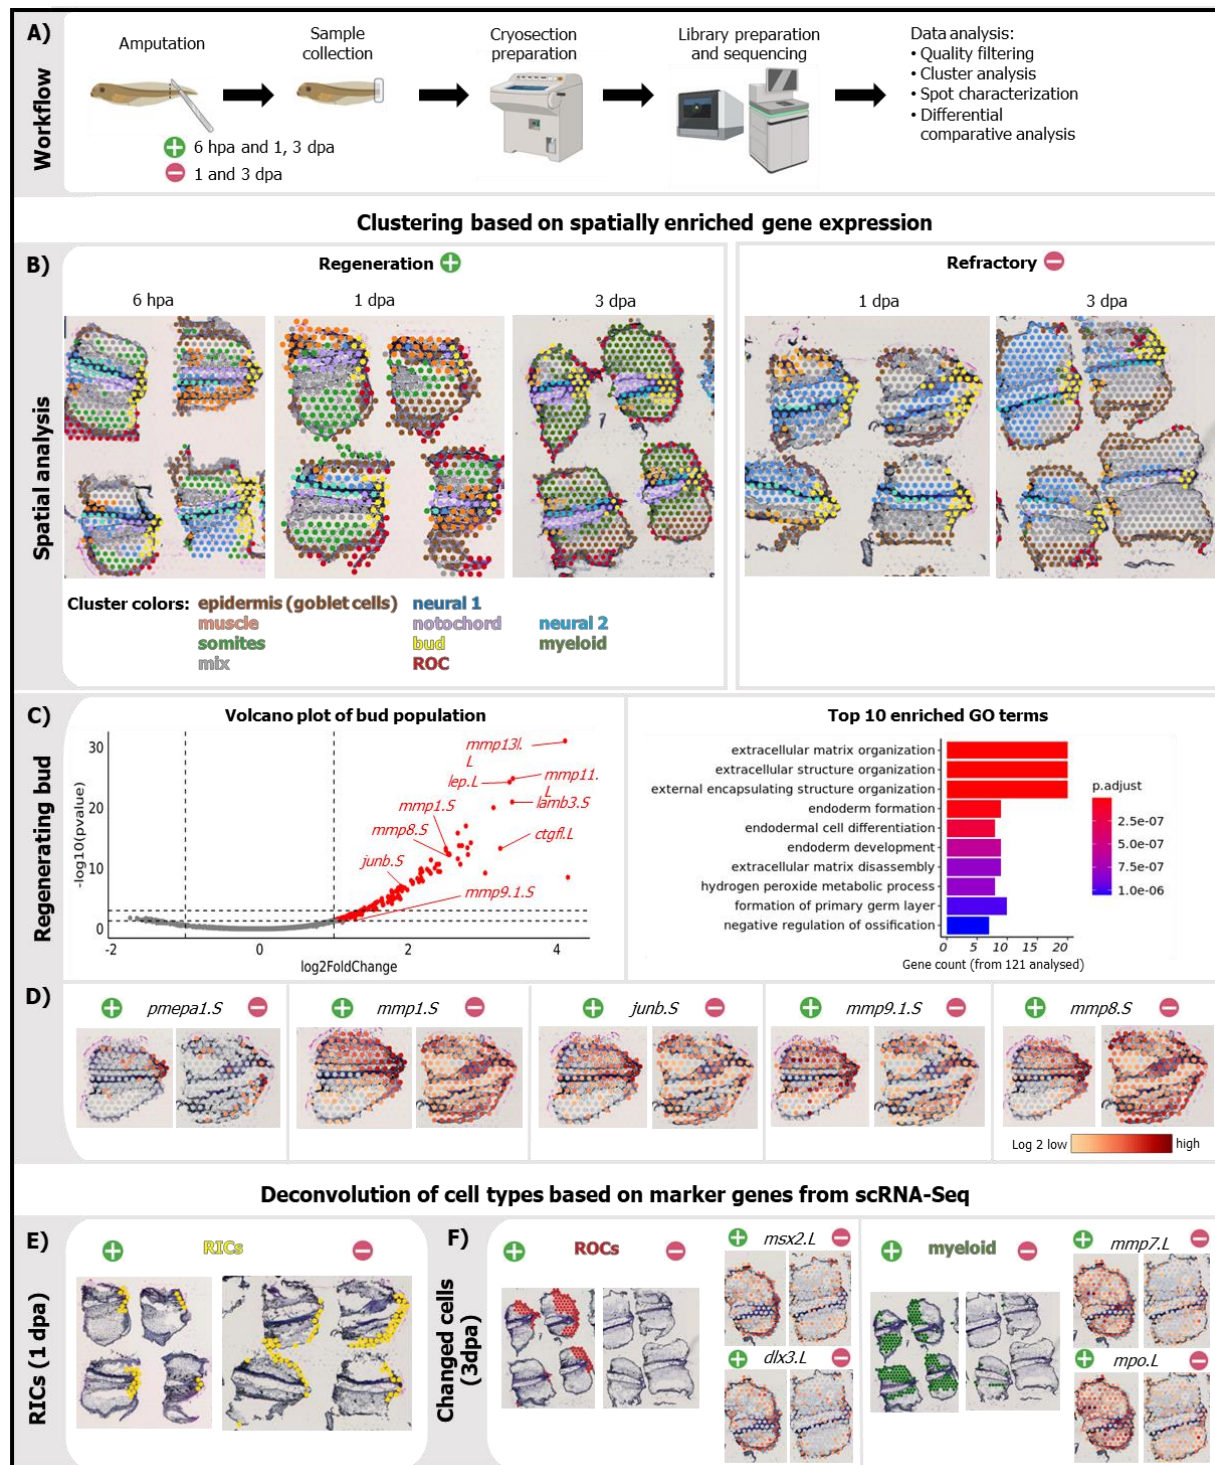 A)
Workflow
Amputation
Sample
collection
Cryosection
preparation
Library preparation
and sequencing
Data analysis:
• Quality filtering
• Cluster analysis
• Spot characterization
• Differential
comparative analysis
6 hpa and 1, 3 dpa
1 and 3 dpa
Clustering based on spatially enriched gene expression
B)
Spatial analysis
Regeneration
6 hpa
1 dpa
3 dpa
Refractory
1 dpa
3 dpa
Cluster colors:
epidermis (goblet cells)
neural 1
muscle
notochord
neural 2
somites
bud
myeloid
mix
ROC
C)
Regenerating bud
Volcano plot of bud population
-log10(pvalue)
30
20
10
0
-2
0
2
4
log2FoldChange
mmp13l.
L
mmp11.
L
lep.L
lamb3.S
mmp1.S
mmp8.S
ctgfl.L
junb.S
mmp9.1.S
Top 10 enriched GO terms
extracellular matrix organization
extracellular structure organization
external encapsulating structure organization
endoderm formation
endodermal cell differentiation
endoderm development
extracellular matrix disassembly
hydrogen peroxide metabolic process
formation of primary germ layer
negative regulation of ossification
0 5 10 15 20
Gene count (from 121 analysed)
p.adjust
2.5e-07
5.0e-07
7.5e-07
1.0e-06
D)
pmepa1.S
mmp1.S
junb.S
mmp9.1.S
mmp8.S
Log 2 low
high
Deconvolution of cell types based on marker genes from scRNA-Seq
E)
RICs (1 dpa)
RICs
F)
Changed cells
(3dpa)
ROCs
msx2.L
dlx3.L
myeloid
mmp7.L
mpo.L